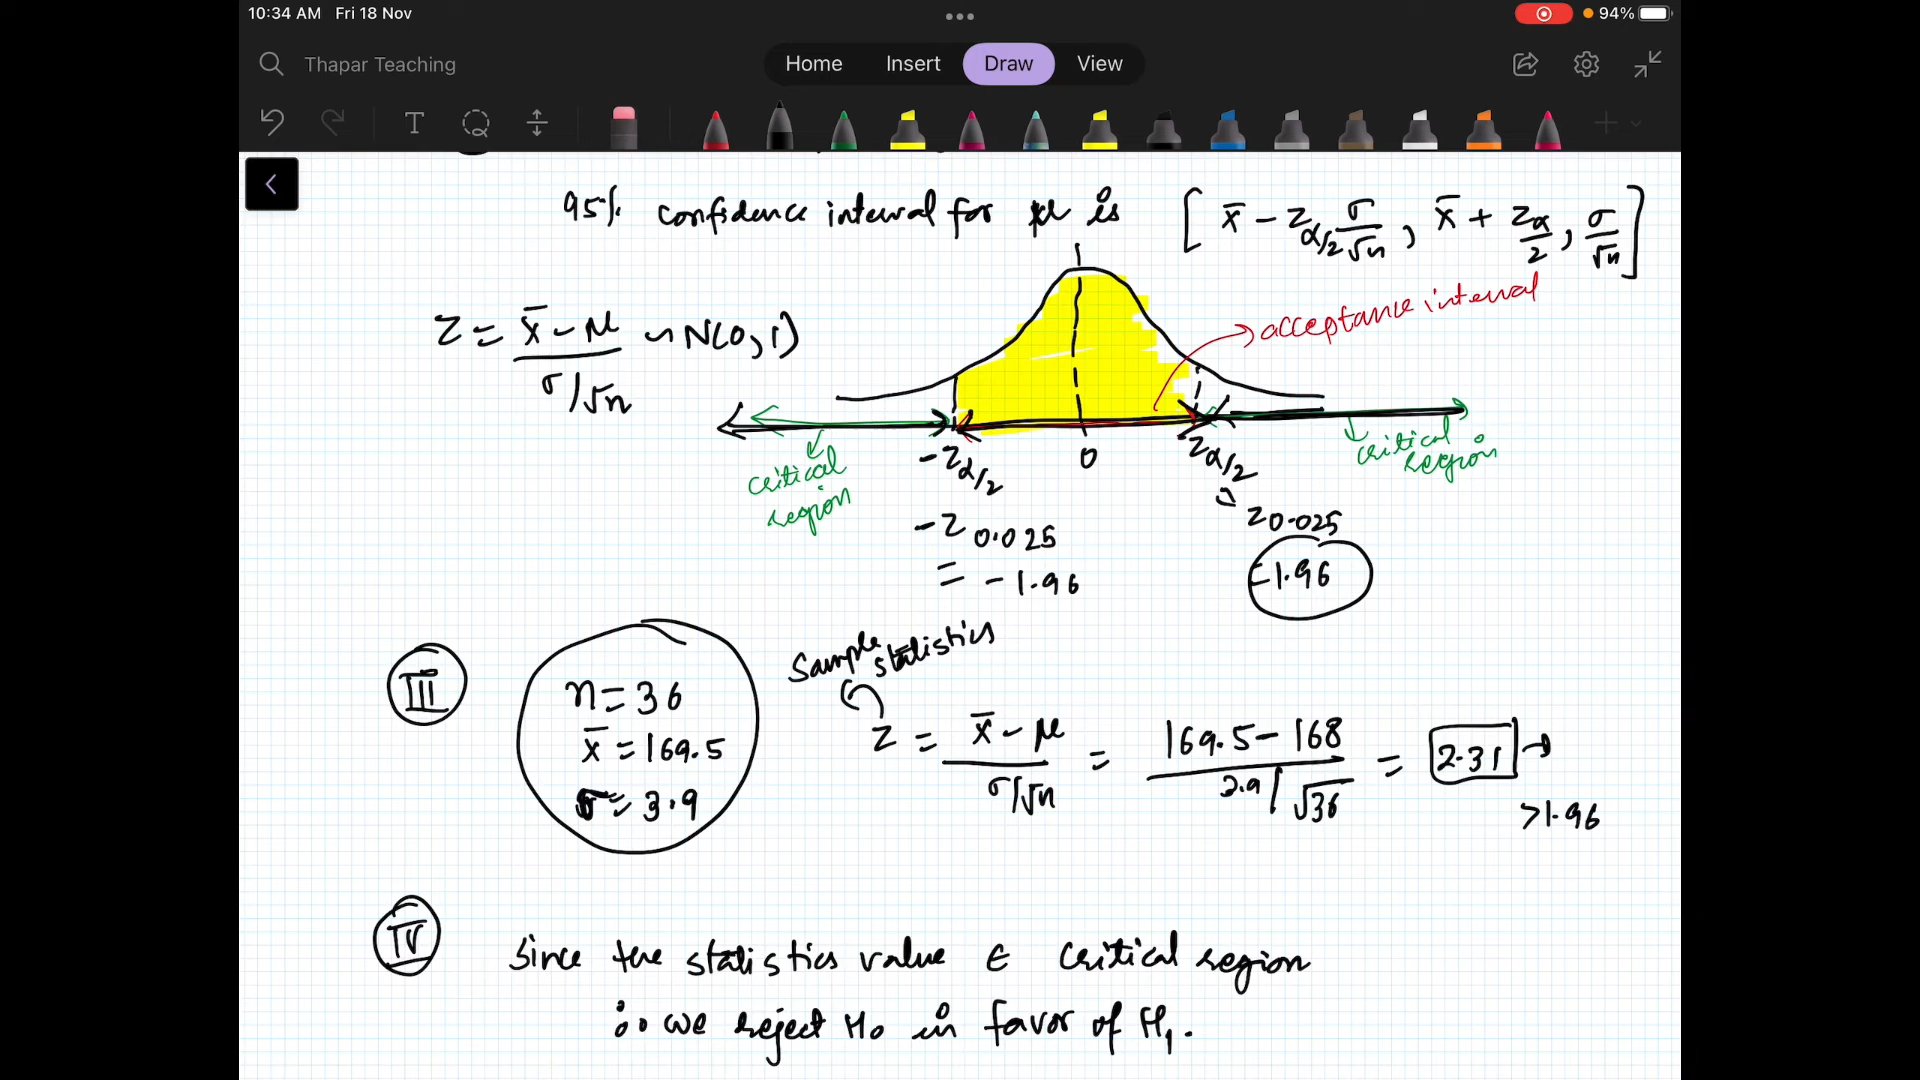 10:34 AM Fri 18 Nov
94%
Thapar Teaching
Home Insert Draw View
T
95% confidence interval for μ is [ x̄ - z_{α/2} σ/√n , x̄ + z_{α/2} , σ/√n ]
acceptance interval
Z = (x̄ - μ)/(σ/√n) ~ N(0,1)
critical region
critical region
-z_{α/2} 0 z_{α/2}
-z_{0.025} = z_{0.025}
= -1.96 =1.96
Sample statistics
III
n = 36
x̄ = 169.5
σ = 3.9
z = (x̄ - μ)/(σ/√n) = (169.5 - 168)/(3.9/√36) = 2.31 →
>1.96
IV
Since the statistics value ∈ critical region
∴ we reject H₀ in favor of H₁.